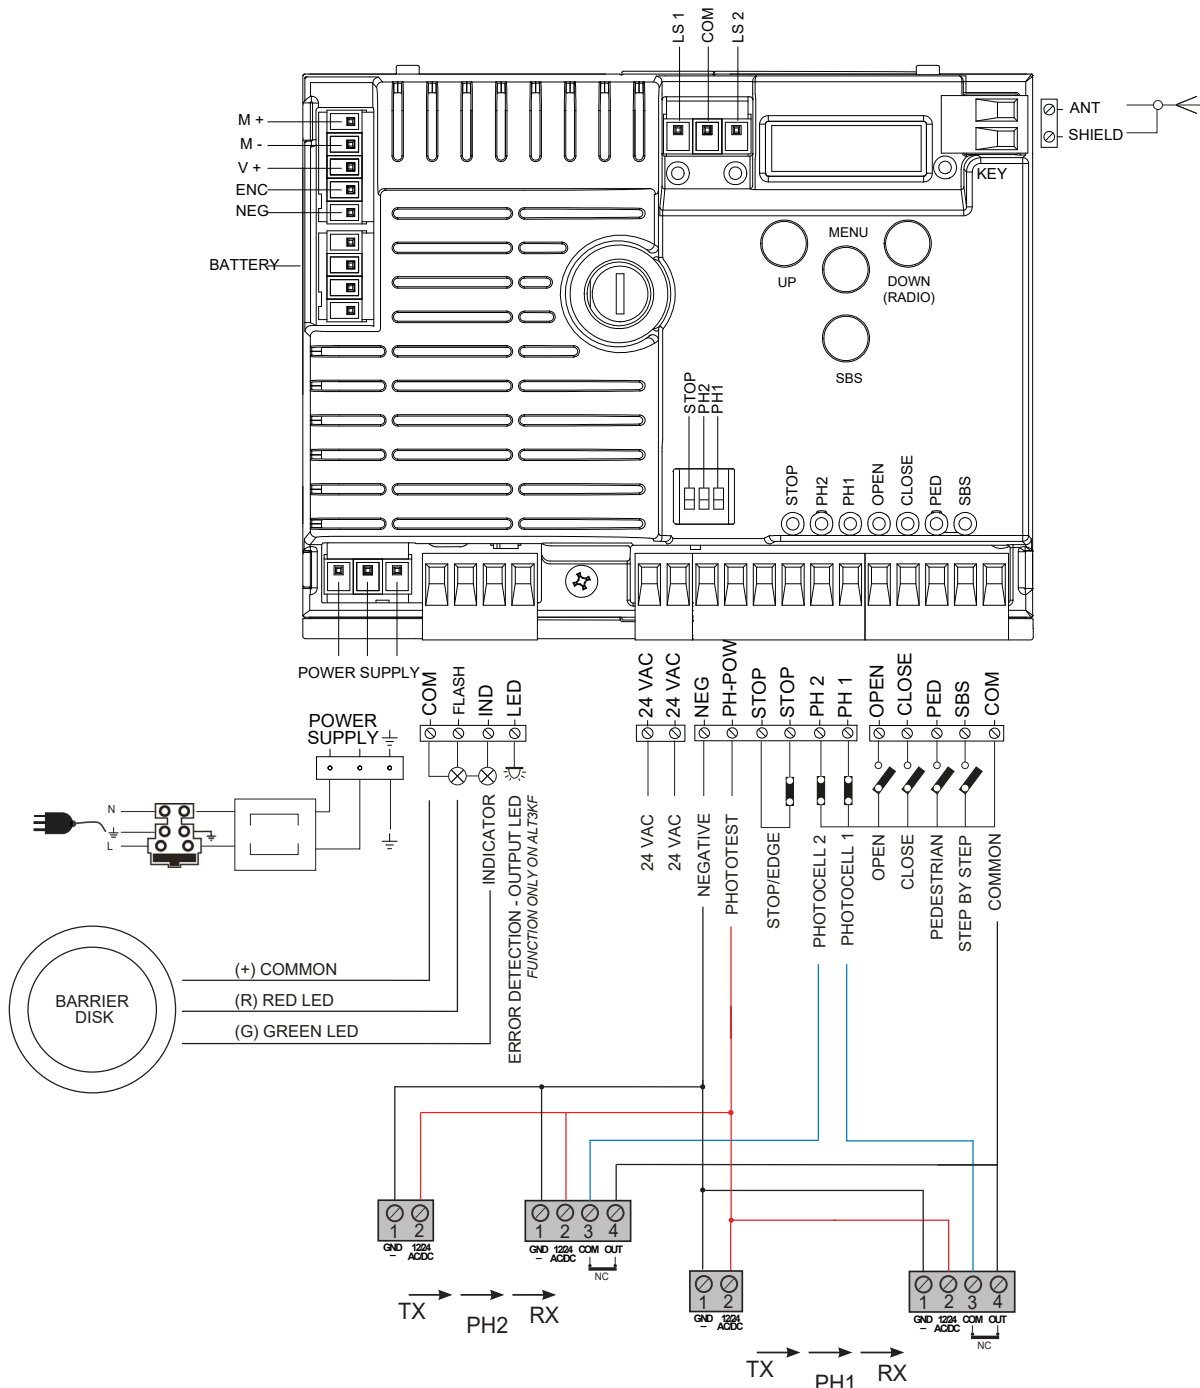 LS 1
COM
LS 2
M +
M -
V +
ENC
NEG
BATTERY
ANT
SHIELD
KEY
MENU
UP
DOWN
(RADIO)
SBS
STOP
PH2
PH1
STOP
PH2
PH1
OPEN
CLOSE
PED
SBS
POWER SUPPLY
COM
FLASH
IND
LED
24 VAC
24 VAC
NEG
PH-POW
STOP
STOP
PH 2
PH 1
OPEN
CLOSE
PED
SBS
COM
POWER
SUPPLY
N
L
INDICATOR
ERROR DETECTION - OUTPUT LED
FUNCTION ONLY ON ALT3KF
24 VAC
24 VAC
NEGATIVE
PHOTOTEST
STOP/EDGE
PHOTOCELL 2
PHOTOCELL 1
OPEN
CLOSE
PEDESTRIAN
STEP BY STEP
COMMON
BARRIER
DISK
(+) COMMON
(R) RED LED
(G) GREEN LED
1 2
GND
–
12/24
AC/DC
1 2 3 4
GND
–
12/24
AC/DC
COM
OUT
NC
TX
PH2
RX
1 2
GND
–
12/24
AC/DC
1 2 3 4
GND
–
12/24
AC/DC
COM
OUT
NC
TX
PH1
RX